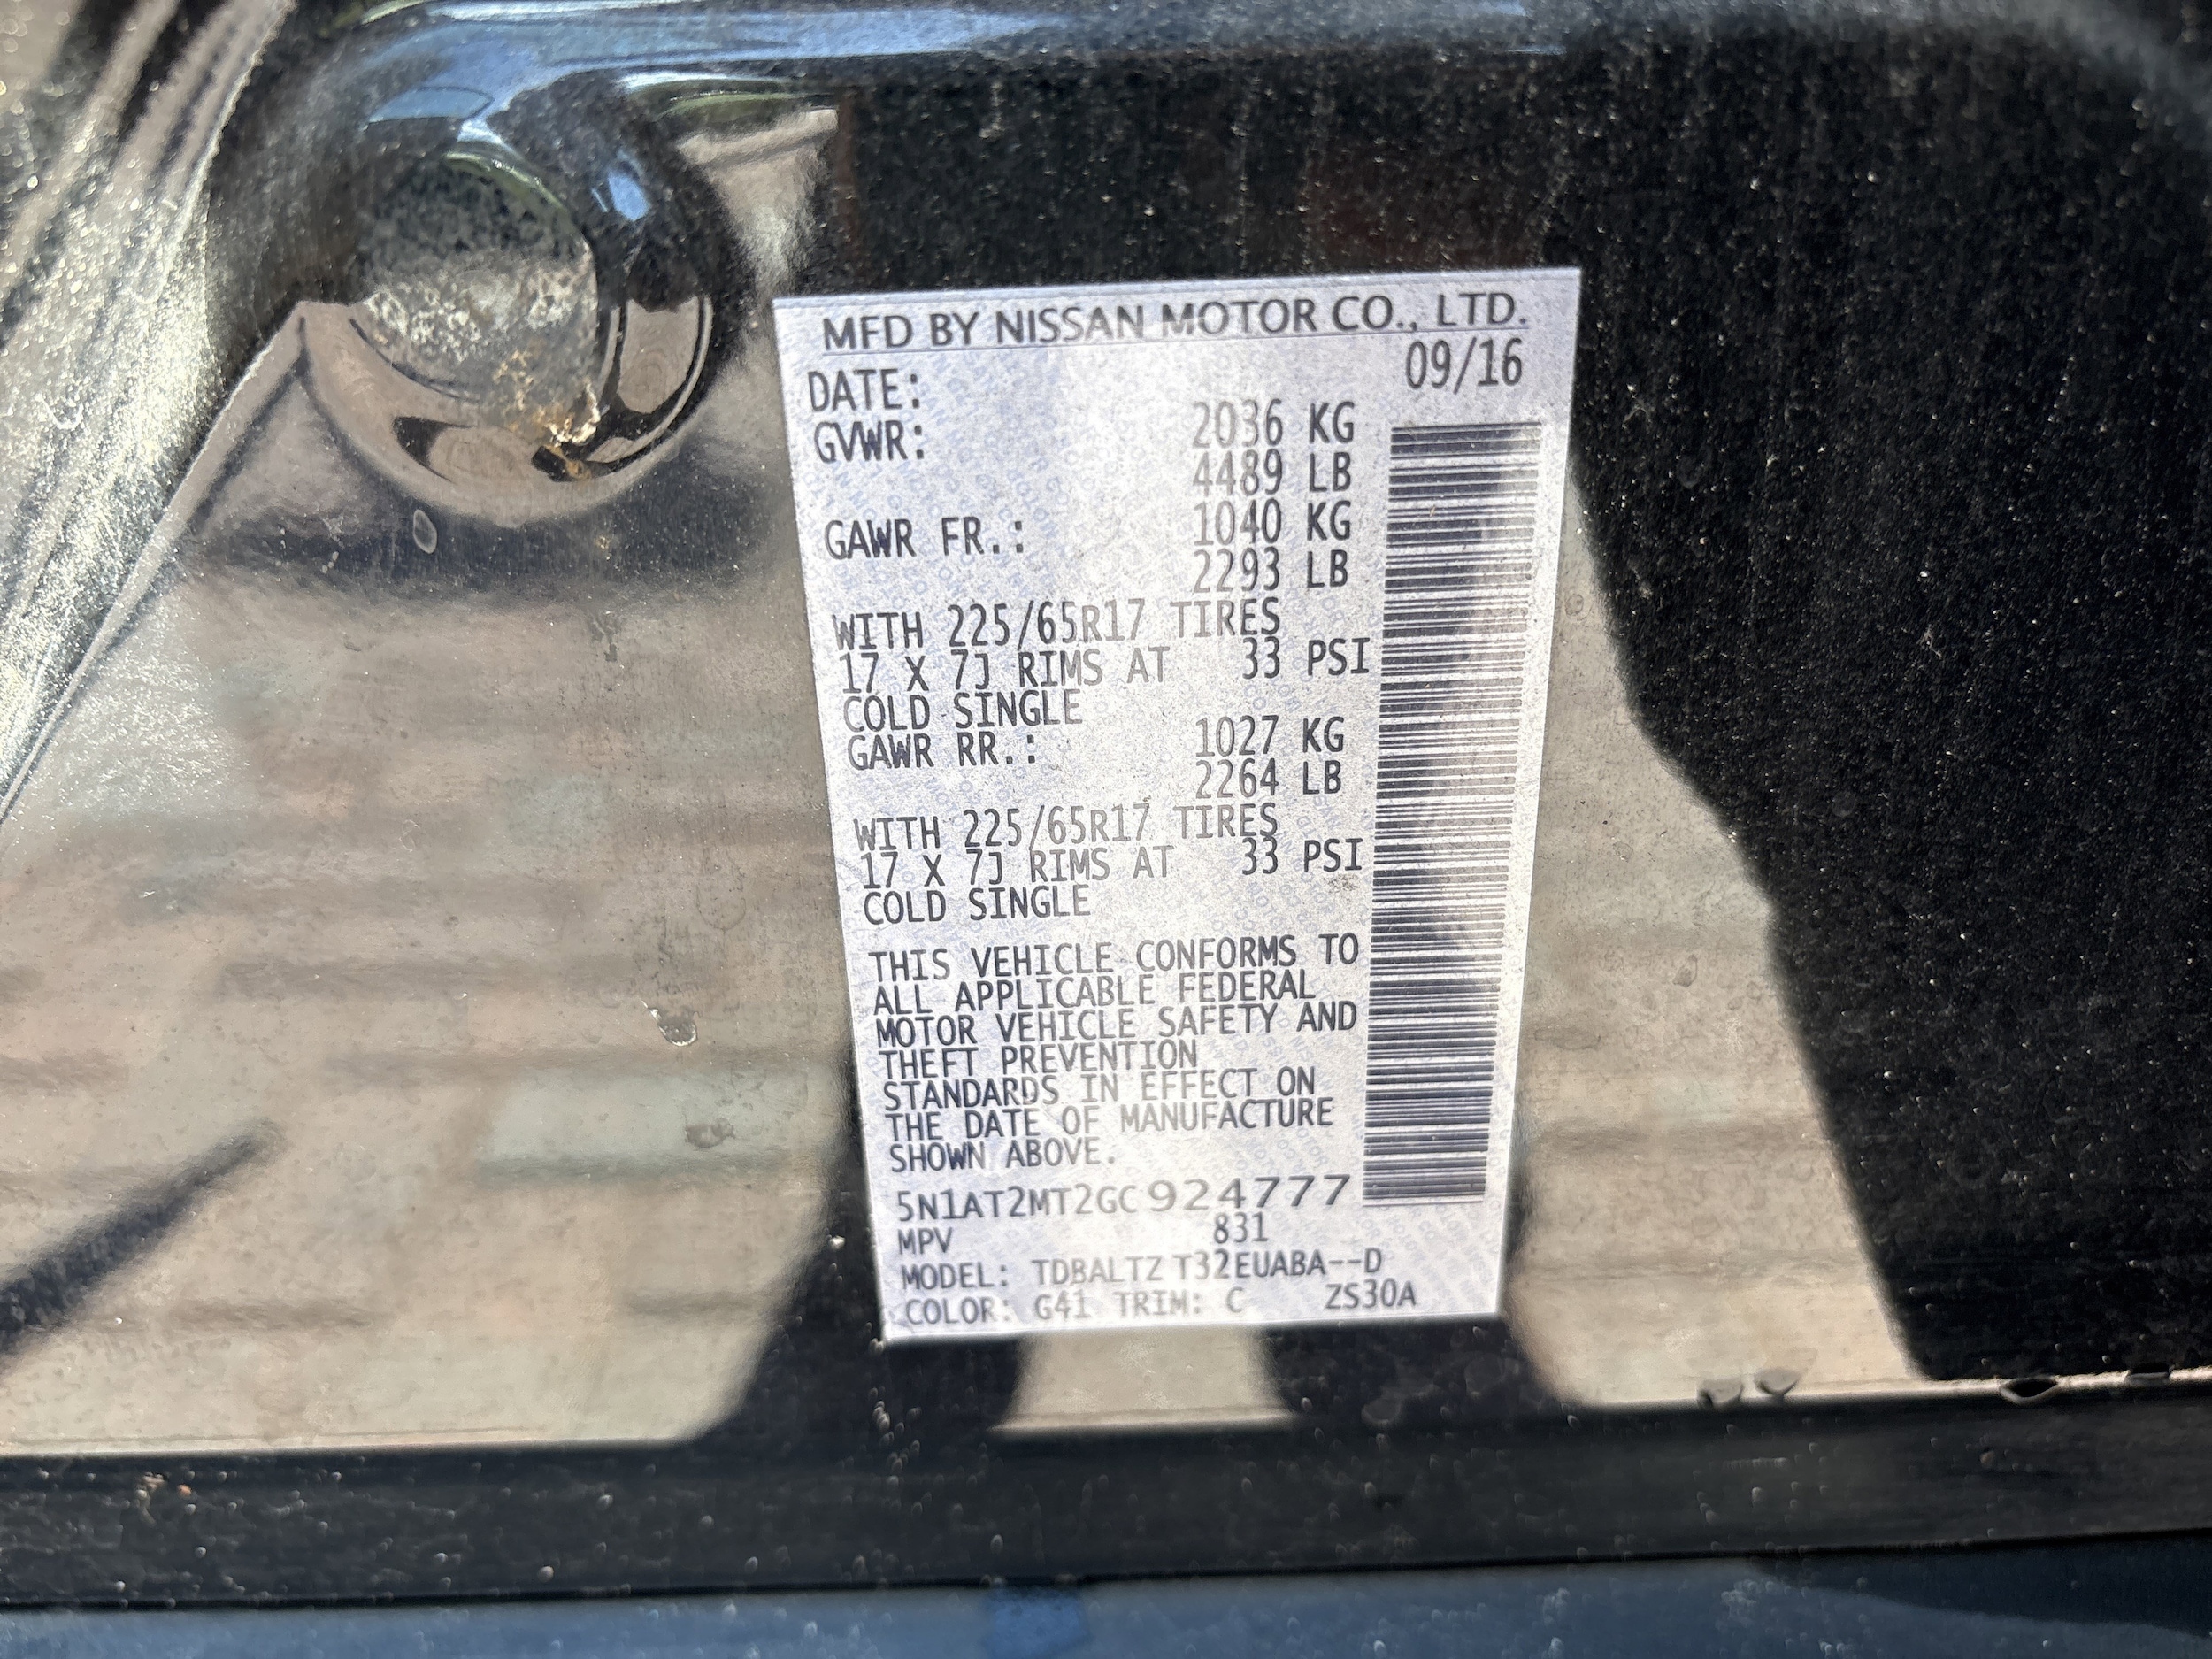 MFD BY NISSAN MOTOR CO., LTD.
DATE: 09/16
GVWR: 2036 KG
4489 LB
GAWR FR.: 1040 KG
2293 LB
WITH 225/65R17 TIRES
17 X 7J RIMS AT 33 PSI
COLD SINGLE
GAWR RR.: 1027 KG
2264 LB
WITH 225/65R17 TIRES
17 X 7J RIMS AT 33 PSI
COLD SINGLE
THIS VEHICLE CONFORMS TO
ALL APPLICABLE FEDERAL
MOTOR VEHICLE SAFETY AND
THEFT PREVENTION
STANDARDS IN EFFECT ON
THE DATE OF MANUFACTURE
SHOWN ABOVE.
5N1AT2MT2GC924777
MPV 831
MODEL: TDBALTZ T32EUABA--D
COLOR: G41 TRIM: C ZS30A